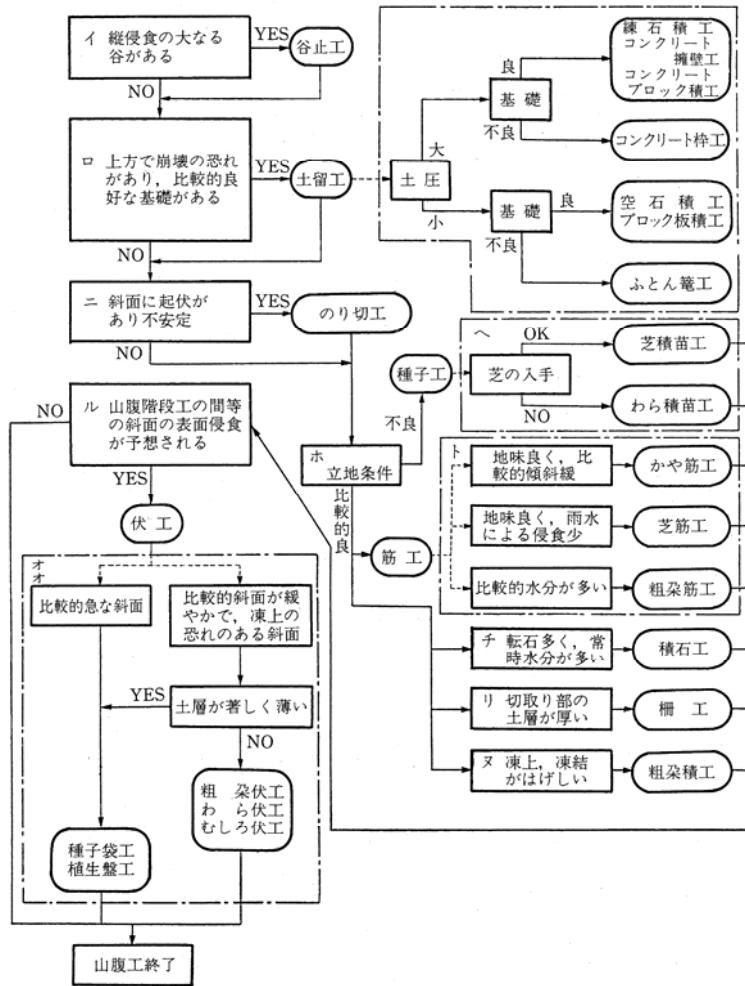 イ 縦侵食の大なる
谷がある
YES
谷止工
NO
ロ 上方で崩壊の恐れ
があり，比較的良
好な基礎がある
YES
土留工
NO
土圧
大
小
基礎
良
不良
練石積工
コンクリート
擁壁工
コンクリート
ブロック積工
コンクリート枠工
基礎
良
不良
空石積工
ブロック板積工
ふとん篭工
ニ 斜面に起伏が
あり不安定
YES
のり切工
NO
ホ
立地条件
不良
種子工
比較的良
ヘ
芝の入手
OK
芝積苗工
NO
わら積苗工
筋工
ト
地味良く，比
較的傾斜緩
かや筋工
地味良く，雨水
による侵食少
芝筋工
比較的水分が多い
粗朶筋工
チ 転石多く，常
時水分が多い
積石工
リ 切取り部の
土層が厚い
柵工
ヌ 凍上，凍結
がはげしい
粗朶積工
NO
ル 山腹階段工の間等
の斜面の表面侵食
が予想される
YES
伏工
オ
オ
比較的急な斜面
比較的斜面が緩
やかで，凍上の
恐れのある斜面
YES
土層が著しく薄い
NO
粗朶伏工
わら伏工
むしろ伏工
種子袋工
植生盤工
山腹工終了